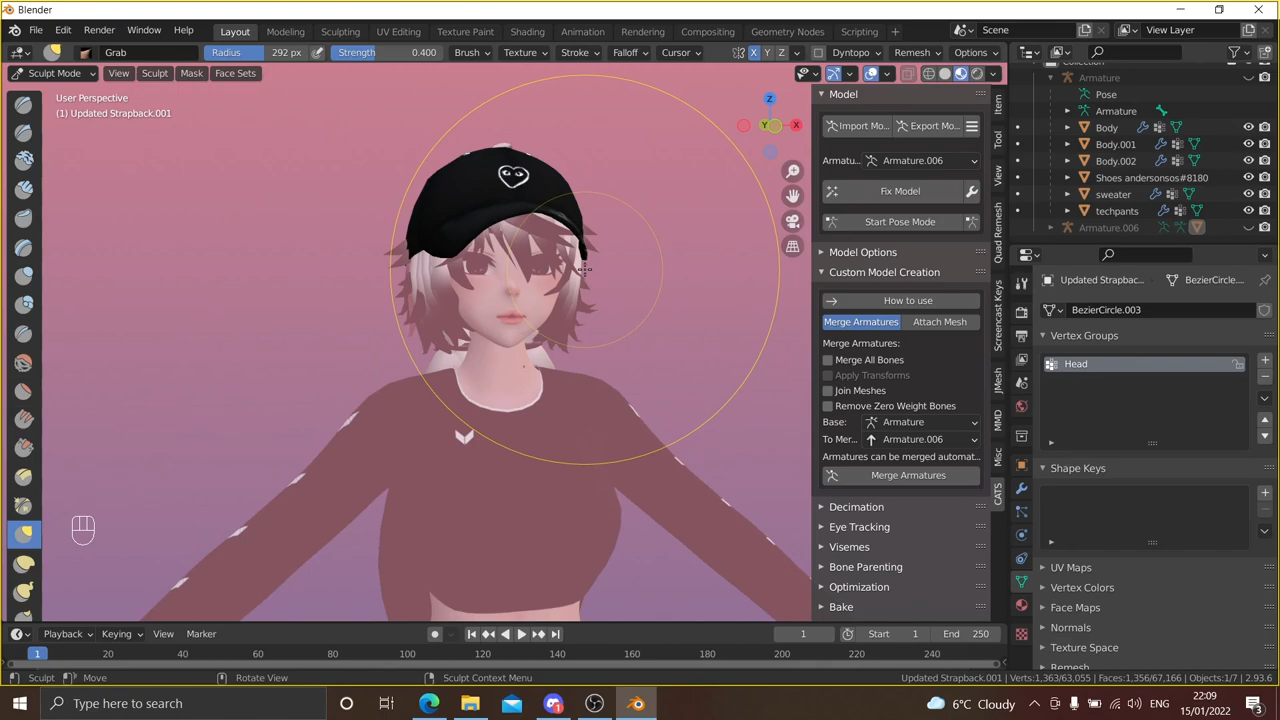 Blender
File Edit Render Window Help Layout Modeling Sculpting UV Editing Texture Paint Shading Animation Rendering Compositing Geometry Nodes Scripting + Scene View Layer
Grab Radius 292 px Strength 0.400 Brush Texture Stroke Falloff Cursor X Y Z Dyntopo Remesh Options
Sculpt Mode View Sculpt Mask Face Sets
User Perspective
(1) Updated Strapback.001
Z
Y X
Model
Import Mo... Export Mo...
Armatu... Armature.006
Fix Model
Start Pose Mode
Model Options
Custom Model Creation
How to use
Merge Armatures Attach Mesh
Merge Armatures:
Merge All Bones
Apply Transforms
Join Meshes
Remove Zero Weight Bones
Base: Armature
To Mer... Armature.006
Armatures can be merged automat...
Merge Armatures
Decimation
Eye Tracking
Visemes
Bone Parenting
Optimization
Bake
Item
Tool
View
Quad Remesh
Screencast Keys
JMesh
MMD
Misc
CATS
Collection
Armature
Pose
Armature
Body
Body.001
Body.002
Shoes andersonsos#8180
sweater
techpants
Armature.006
Updated Strapbac... BezierCircle.003
BezierCircle.003
Vertex Groups
Head
Shape Keys
UV Maps
Vertex Colors
Face Maps
Normals
Texture Space
Remesh
Playback Keying View Marker 1 Start 1 End 250
1 20 40 60 80 100 120 140 160 180 200 220 240
Sculpt Move Rotate View Sculpt Context Menu Updated Strapback.001 | Verts:1,363/63,055 | Faces:1,356/67,166 | Objects:1/7 | 2.93.6
Type here to search 6°C Cloudy ENG 22:09
15/01/2022